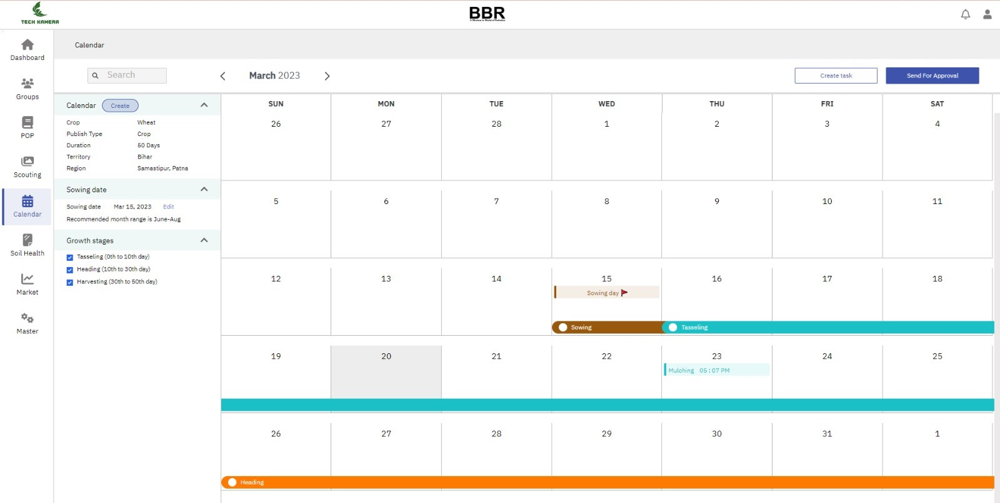 TECH KAMERA
BBR
Calendar
Dashboard
Groups
POP
Scouting
Calendar
Soil Health
Market
Master
Search
March 2023
Create task
Send For Approval
Calendar Create
Crop Wheat
Publish Type Crop
Duration 50 Days
Territory Bihar
Region Samastipur, Patna
Sowing date
Sowing date Mar 15, 2023 Edit
Recommended month range is June-Aug
Growth stages
Tasseling (0th to 10th day)
Heading (10th to 30th day)
Harvesting (30th to 50th day)
SUN MON TUE WED THU FRI SAT
26 27 28 1 2 3 4
5 6 7 8 9 10 11
12 13 14 15 16 17 18
Sowing day
Sowing Tasseling
19 20 21 22 23 24 25
Mulching 05 : 07 PM
26 27 28 29 30 31 1
Heading